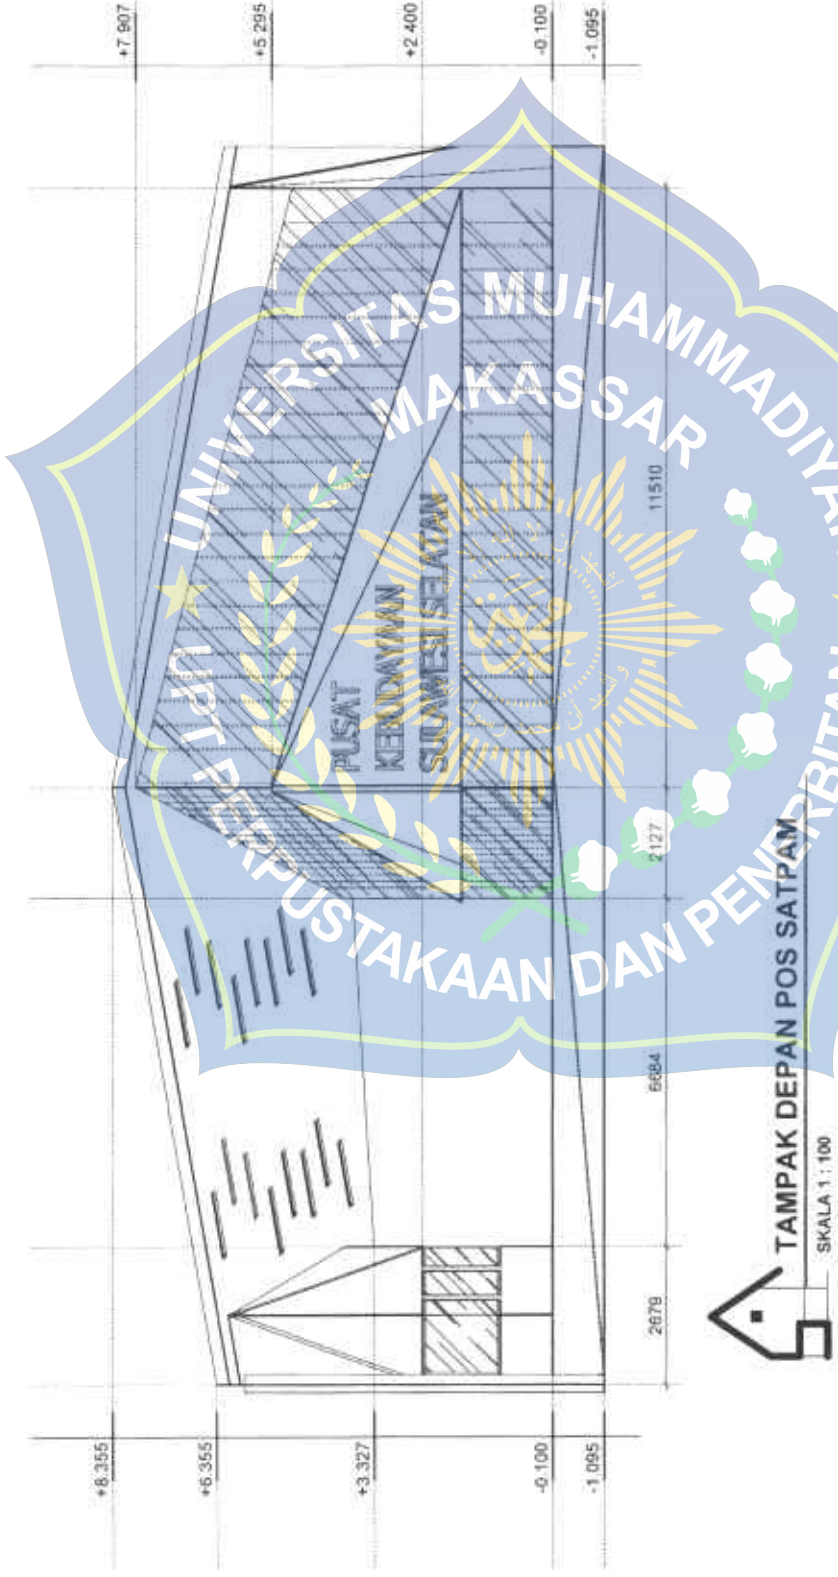 +8.355
+6.355
+3.327
-0.100
-1.095
+7.907
+5.295
+2.400
-0.100
-1.095
PUSAT
KEBUDAYAAN
SULAWESI SELATAN
2679
6684
2127
11510
TAMPAK DEPAN POS SATPAM
SKALA 1 : 100
UNIVERSITAS MUHAMMADIYAH
MAKASSAR
UPT PERPUSTAKAAN DAN PENERBITAN